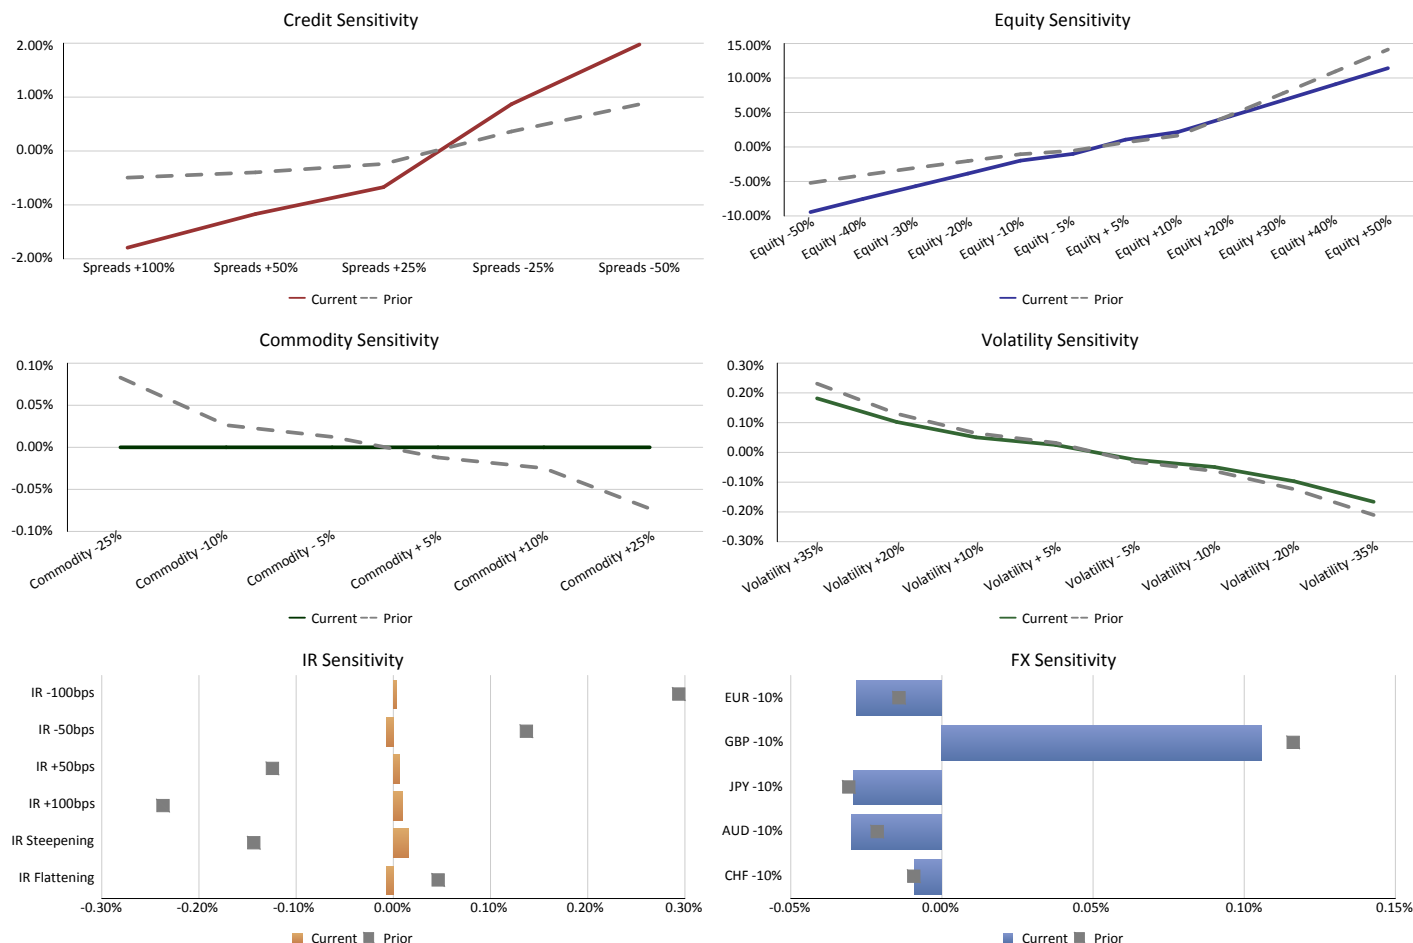 Credit Sensitivity
2.00%
1.00%
0.00%
-1.00%
-2.00%
Spreads +100% Spreads +50% Spreads +25% Spreads -25% Spreads -50%
Current Prior
Equity Sensitivity
15.00%
10.00%
5.00%
0.00%
-5.00%
-10.00%
Equity -50% Equity -40% Equity -30% Equity -20% Equity -10% Equity - 5% Equity + 5% Equity +10% Equity +20% Equity +30% Equity +40% Equity +50%
Current Prior
Commodity Sensitivity
0.10%
0.05%
0.00%
-0.05%
-0.10%
Commodity -25% Commodity -10% Commodity - 5% Commodity + 5% Commodity +10% Commodity +25%
Current Prior
Volatility Sensitivity
0.30%
0.20%
0.10%
0.00%
-0.10%
-0.20%
-0.30%
Volatility +35% Volatility +20% Volatility +10% Volatility + 5% Volatility - 5% Volatility -10% Volatility -20% Volatility -35%
Current Prior
IR Sensitivity
IR -100bps
IR -50bps
IR +50bps
IR +100bps
IR Steepening
IR Flattening
-0.30% -0.20% -0.10% 0.00% 0.10% 0.20% 0.30%
Current Prior
FX Sensitivity
EUR -10%
GBP -10%
JPY -10%
AUD -10%
CHF -10%
-0.05% 0.00% 0.05% 0.10% 0.15%
Current Prior